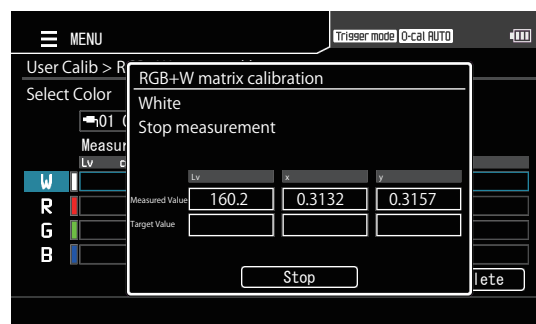 MENU
Trigger mode O-cal AUTO
User Calib > R
RGB+W matrix calibration
Select Color
White
01
Stop measurement
Measur
Lv
Lv x y
W
Measured Value 160.2 0.3132 0.3157
R
Target Value
G
B
Stop
lete